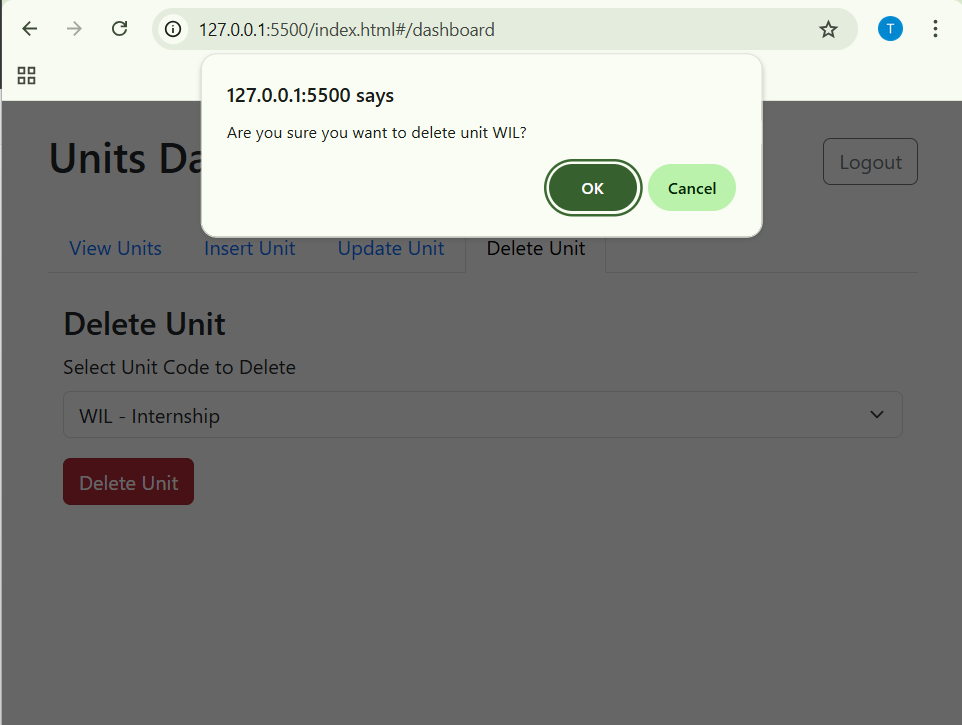 127.0.0.1:5500/index.html#/dashboard
T
127.0.0.1:5500 says
Are you sure you want to delete unit WIL?
OK
Cancel
Units Da
Logout
View Units
Insert Unit
Update Unit
Delete Unit
Delete Unit
Select Unit Code to Delete
WIL - Internship
Delete Unit